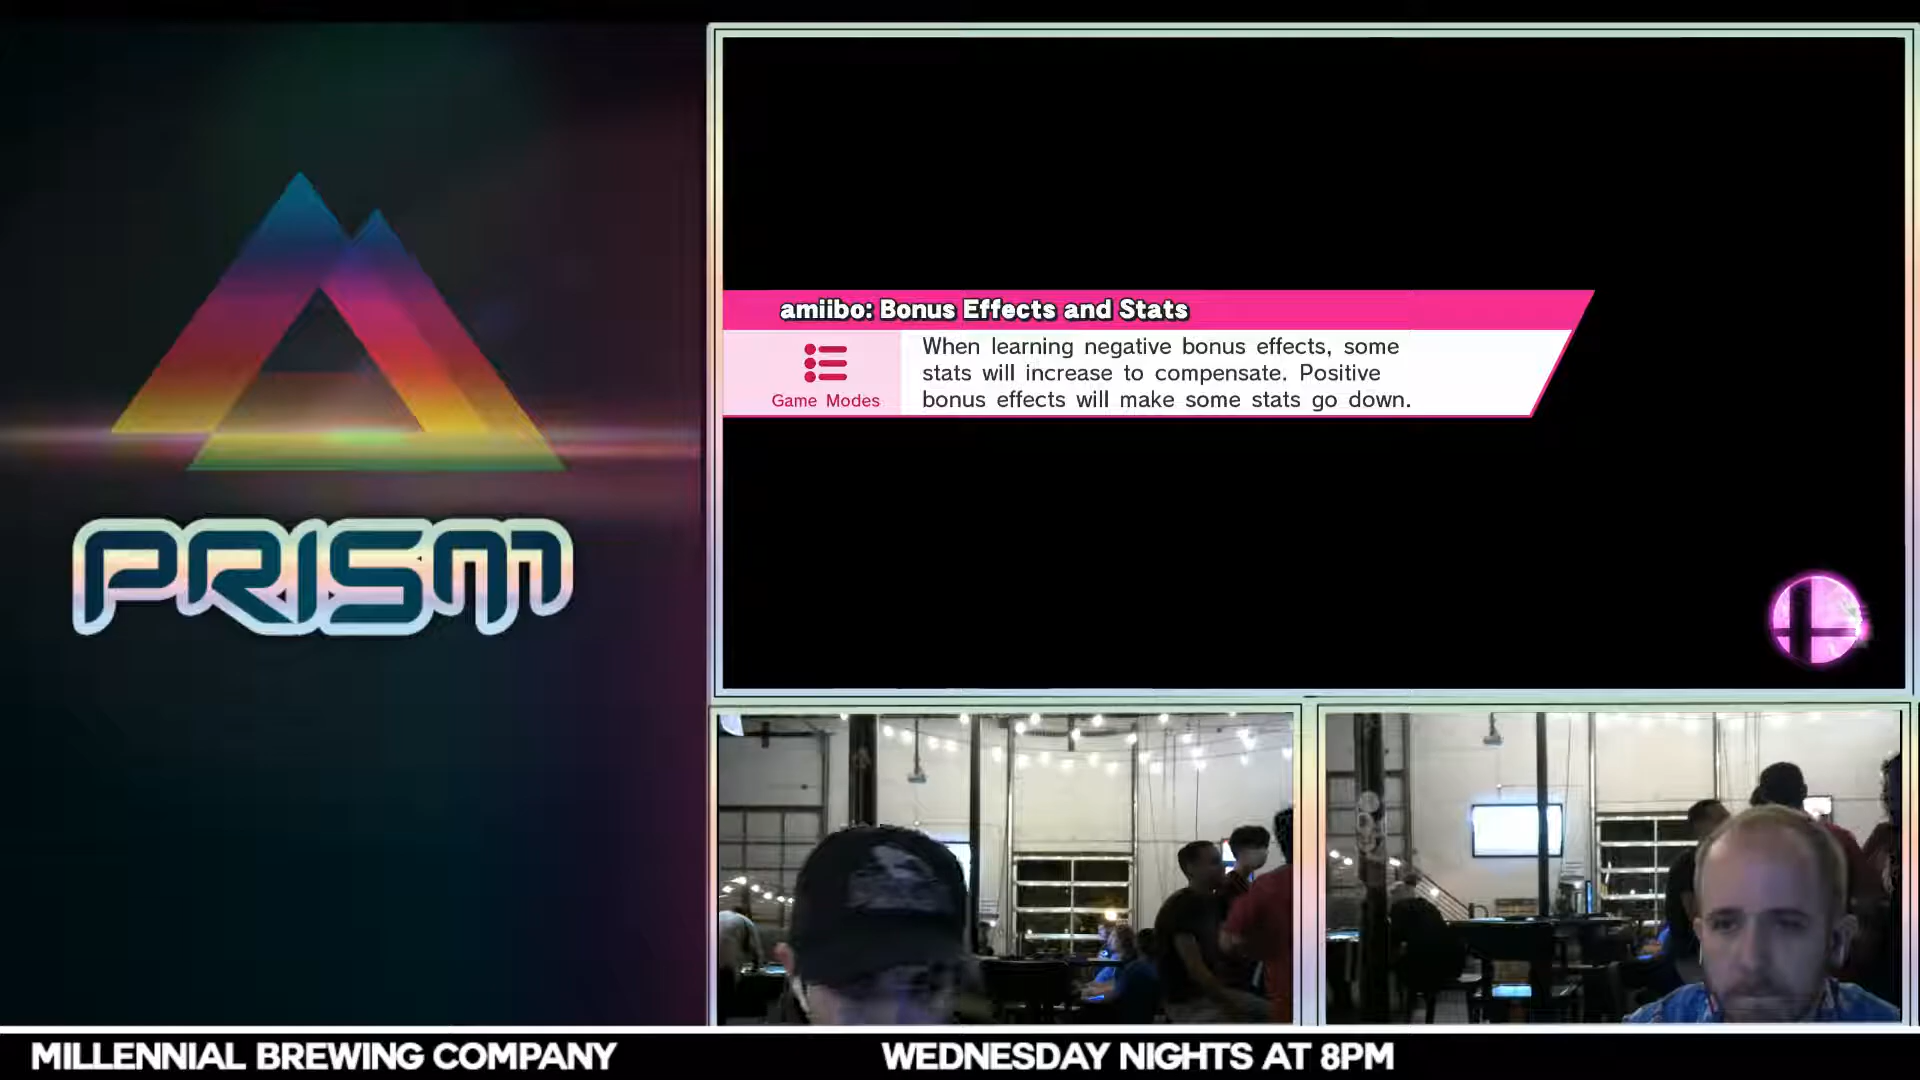 PRISM
amiibo: Bonus Effects and Stats
Game Modes
When learning negative bonus effects, some
stats will increase to compensate. Positive
bonus effects will make some stats go down.
MILLENNIAL BREWING COMPANY
WEDNESDAY NIGHTS AT 8PM